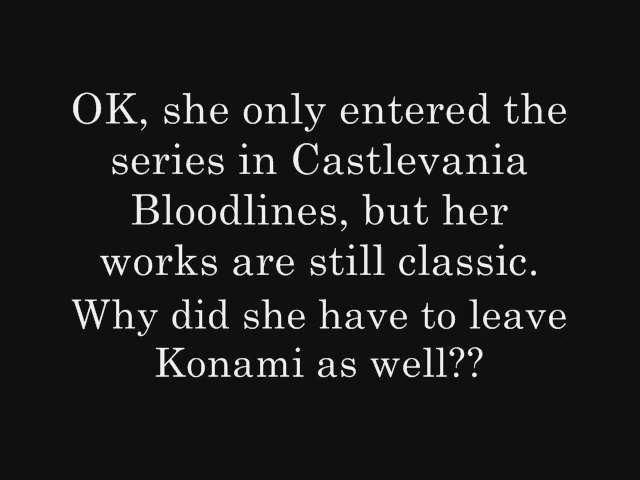 OK, she only entered the
series in Castlevania
Bloodlines, but her
works are still classic.
Why did she have to leave
Konami as well??